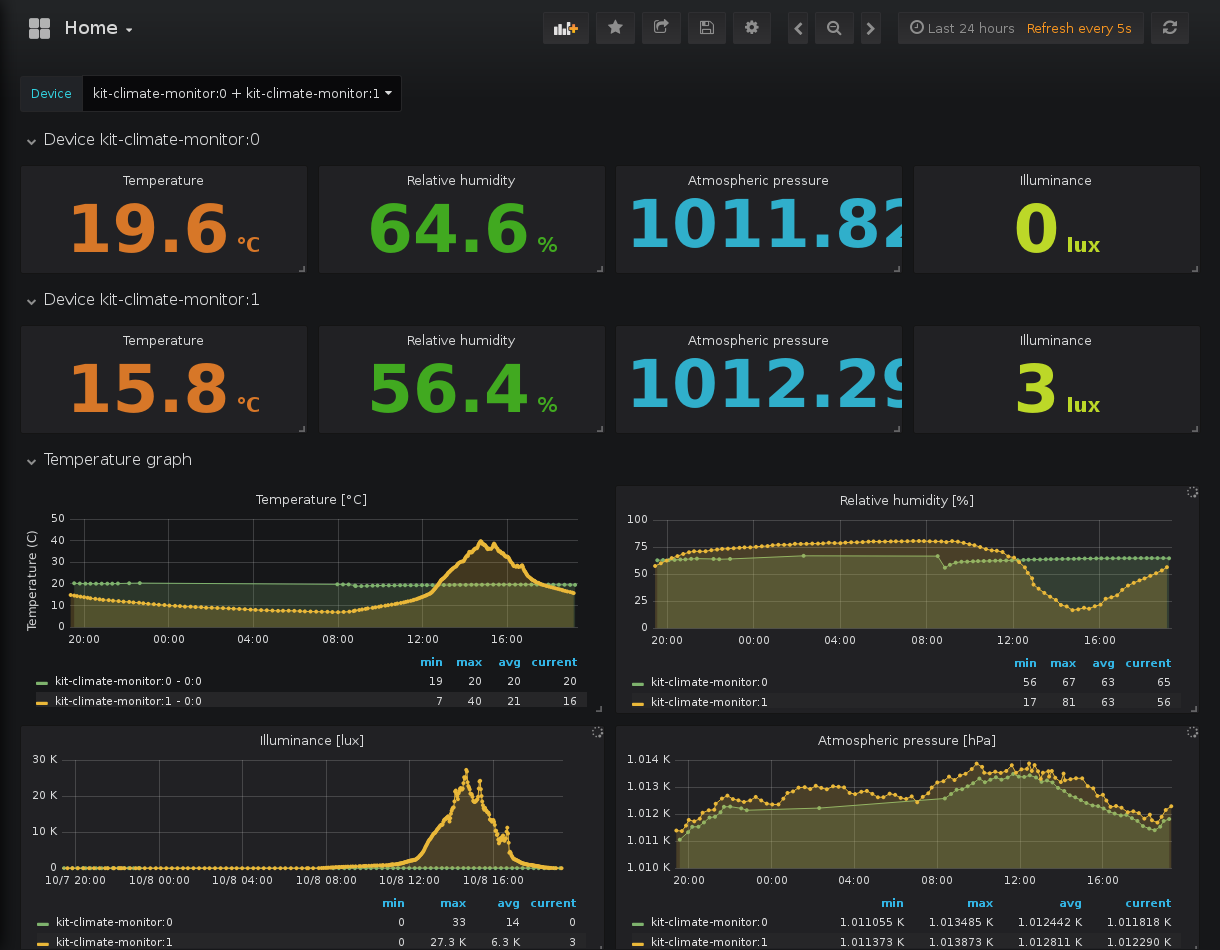 Home
Last 24 hours Refresh every 5s
Device kit-climate-monitor:0 + kit-climate-monitor:1
Device kit-climate-monitor:0
Temperature Relative humidity Atmospheric pressure Illuminance
19.6 °C 64.6 % 1011.82 0 lux
Device kit-climate-monitor:1
Temperature Relative humidity Atmospheric pressure Illuminance
15.8 °C 56.4 % 1012.29 3 lux
Temperature graph
Temperature [°C]
Temperature (C)
50
40
30
20
10
0
20:00 00:00 04:00 08:00 12:00 16:00
min max avg current
kit-climate-monitor:0 - 0:0 19 20 20 20
kit-climate-monitor:1 - 0:0 7 40 21 16
Relative humidity [%]
100
75
50
25
0
20:00 00:00 04:00 08:00 12:00 16:00
min max avg current
kit-climate-monitor:0 56 67 63 65
kit-climate-monitor:1 17 81 63 56
Illuminance [lux]
30 K
20 K
10 K
0
10/7 20:00 10/8 00:00 10/8 04:00 10/8 08:00 10/8 12:00 10/8 16:00
min max avg current
kit-climate-monitor:0 0 33 14 0
kit-climate-monitor:1 0 27.3 K 6.3 K 3
Atmospheric pressure [hPa]
1.014 K
1.013 K
1.012 K
1.011 K
1.010 K
20:00 00:00 04:00 08:00 12:00 16:00
min max avg current
kit-climate-monitor:0 1.011055 K 1.013485 K 1.012442 K 1.011818 K
kit-climate-monitor:1 1.011373 K 1.013873 K 1.012811 K 1.012290 K